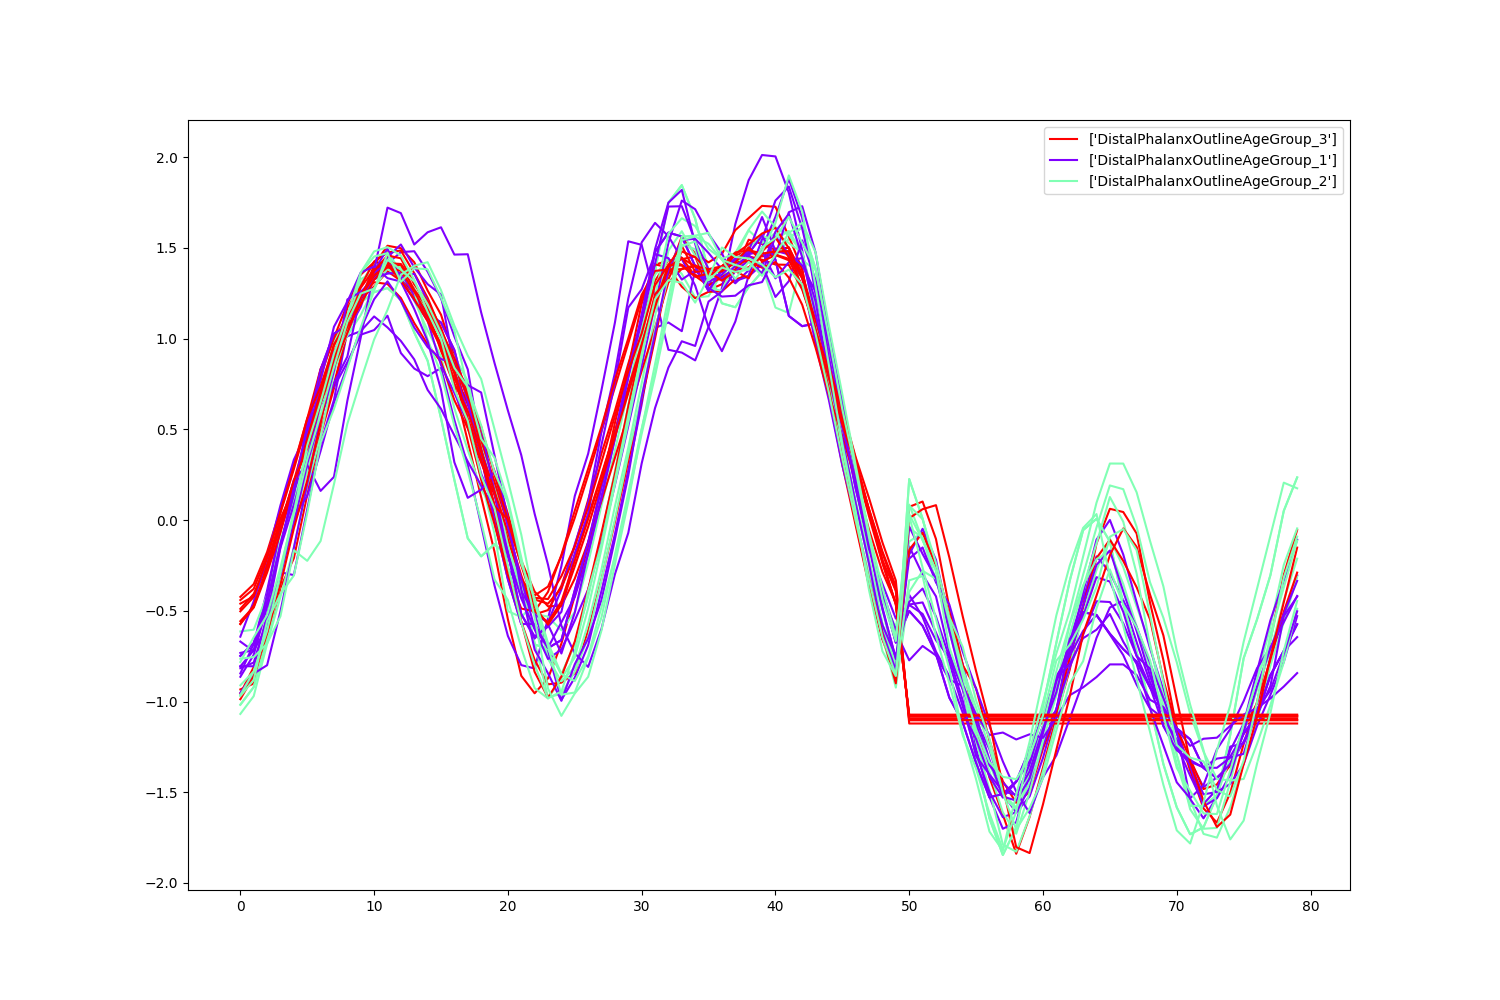 ['DistalPhalanxOutlineAgeGroup_3']
['DistalPhalanxOutlineAgeGroup_1']
['DistalPhalanxOutlineAgeGroup_2']
2.0
1.5
1.0
0.5
0.0
−0.5
−1.0
−1.5
−2.0
0 10 20 30 40 50 60 70 80